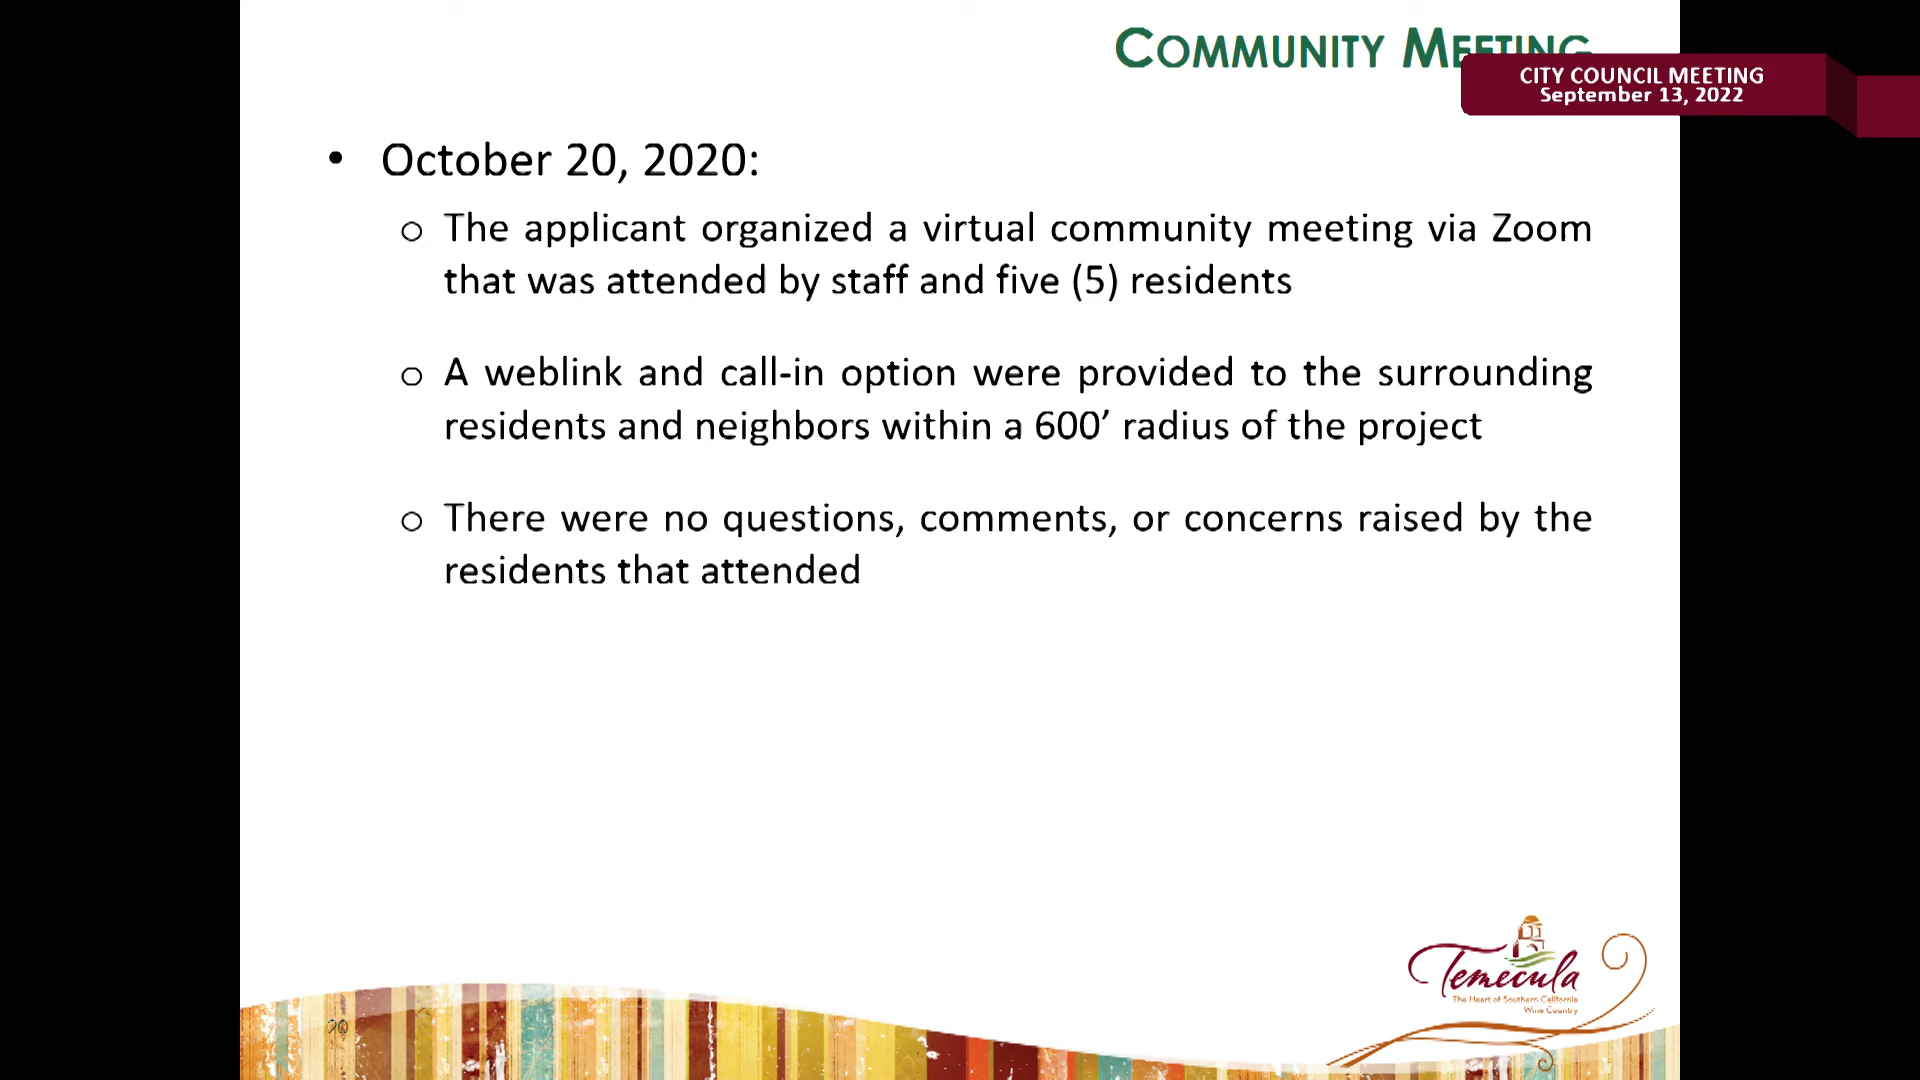 COMMUNITY MEETING
CITY COUNCIL MEETING
September 13, 2022
• October 20, 2020:
o The applicant organized a virtual community meeting via Zoom
that was attended by staff and five (5) residents
o A weblink and call-in option were provided to the surrounding
residents and neighbors within a 600’ radius of the project
o There were no questions, comments, or concerns raised by the
residents that attended
Temecula
The Heart of Southern California
Wine Country
20